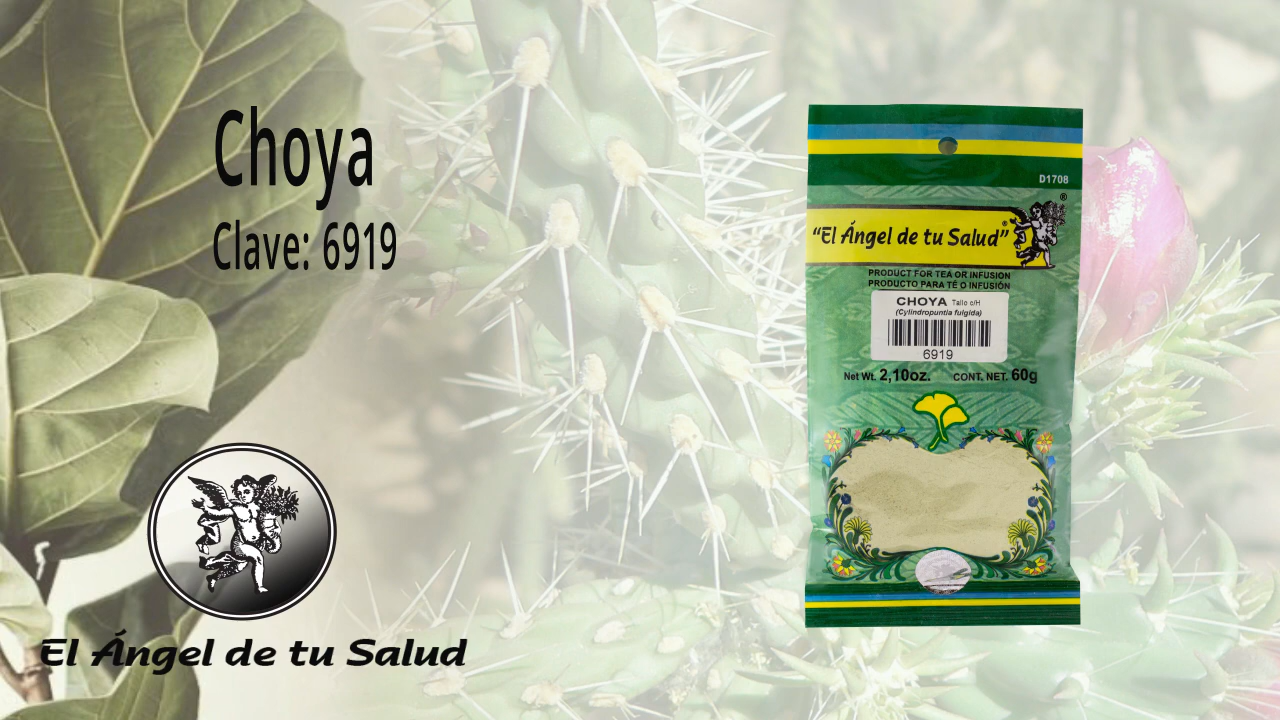 Choya
Clave: 6919
El Ángel de tu Salud
D1708
®
“El Ángel de tu Salud”®
PRODUCT FOR TEA OR INFUSION
PRODUCTO PARA TÉ O INFUSIÓN
CHOYA Tallo c/H
(Cylindropuntia fulgida)
6919
Net Wt. 2,10oz. CONT. NET. 60g